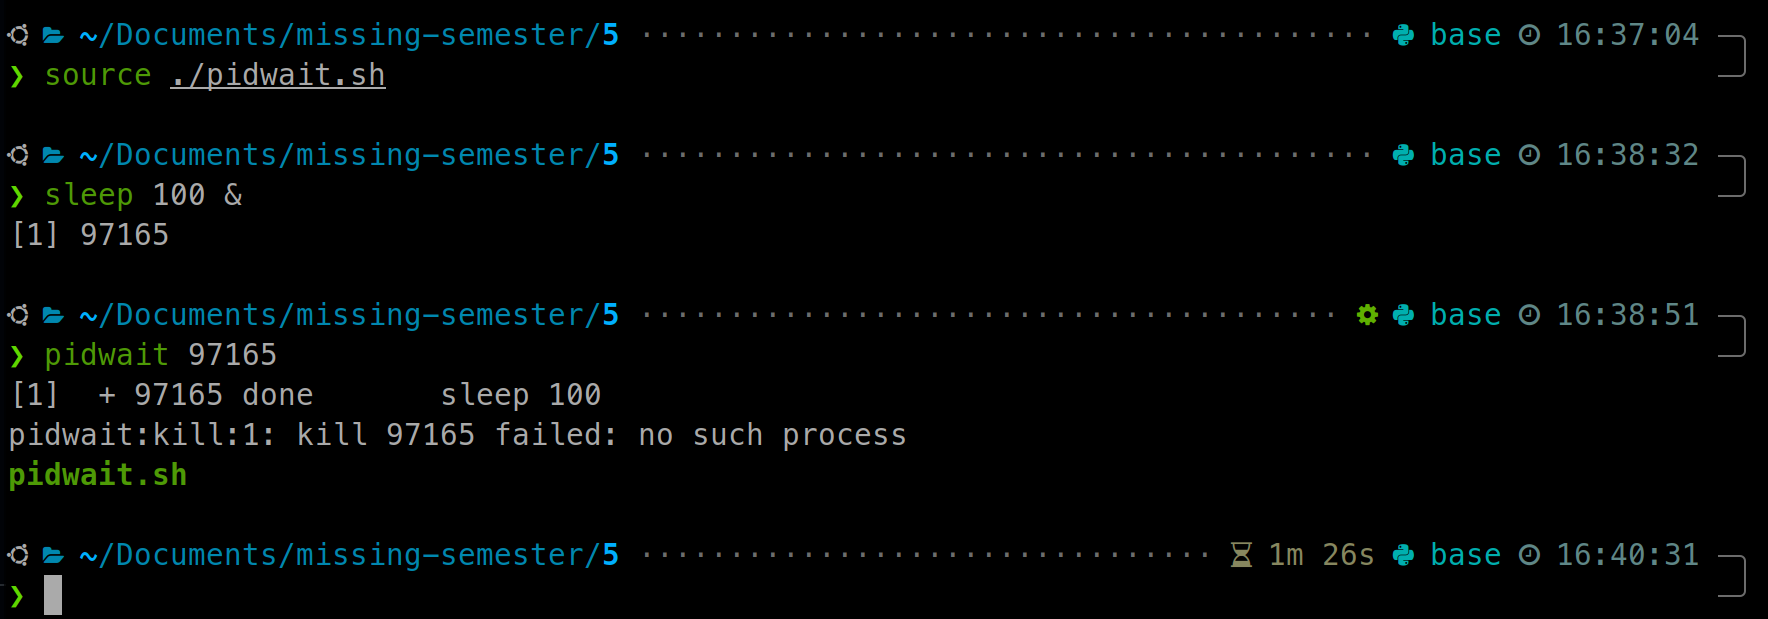 ~/Documents/missing-semester/5 ········································· base 16:37:04
❯ source ./pidwait.sh
~/Documents/missing-semester/5 ········································· base 16:38:32
❯ sleep 100 &
[1] 97165
~/Documents/missing-semester/5 ······································· base 16:38:51
❯ pidwait 97165
[1]  + 97165 done       sleep 100
pidwait:kill:1: kill 97165 failed: no such process
pidwait.sh
~/Documents/missing-semester/5 ································ 1m 26s base 16:40:31
❯